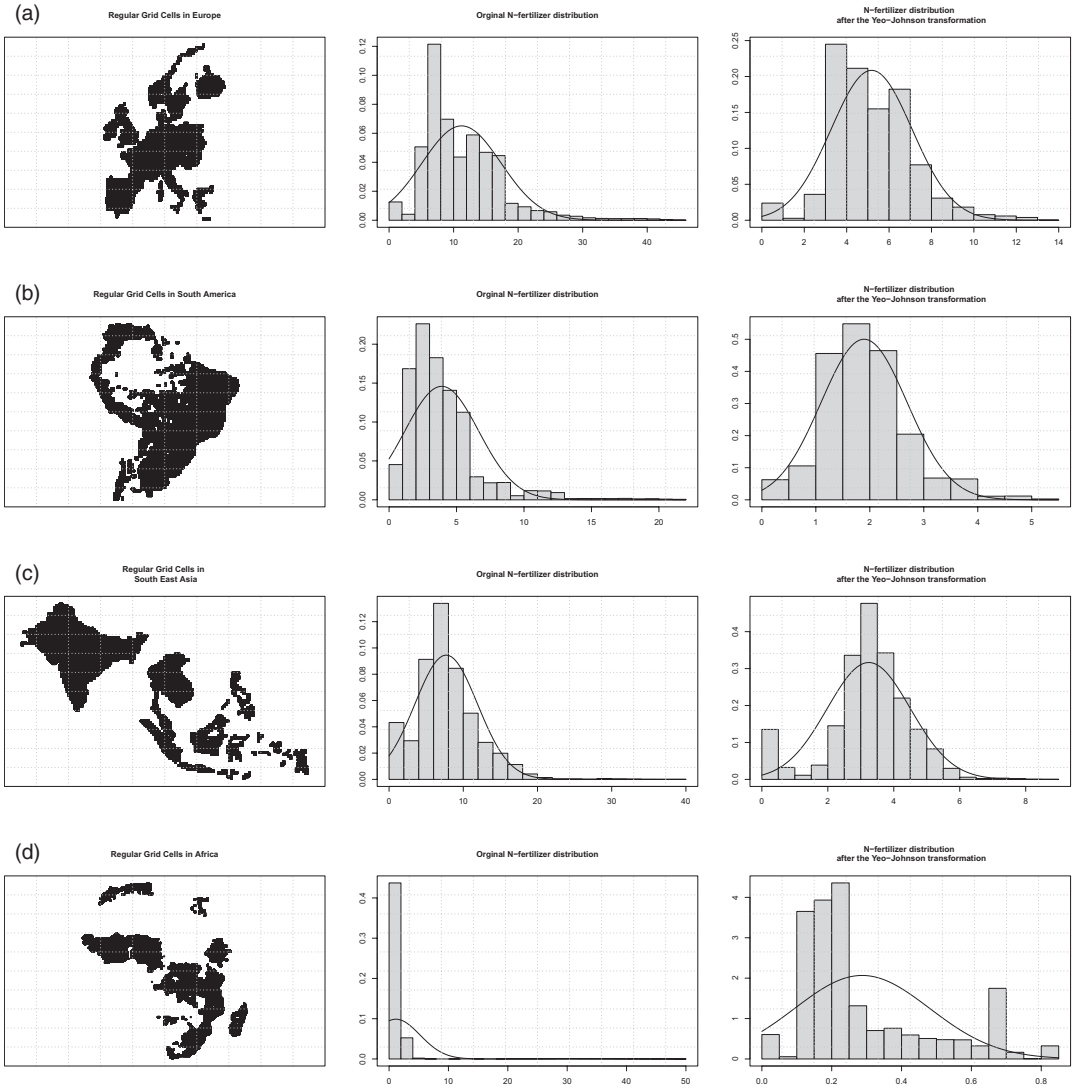 (a)
Regular Grid Cells in Europe
Orginal N−fertilizer distribution
N−fertilizer distribution
after the Yeo−Johnson transformation
0.00 0.02 0.04 0.06 0.08 0.10 0.12
0 10 20 30 40
0.00 0.05 0.10 0.15 0.20 0.25
0 2 4 6 8 10 12 14
(b)
Regular Grid Cells in South America
Orginal N−fertilizer distribution
N−fertilizer distribution
after the Yeo−Johnson transformation
0.00 0.05 0.10 0.15 0.20
0 5 10 15 20
0.0 0.1 0.2 0.3 0.4 0.5
0 1 2 3 4 5
(c)
Regular Grid Cells in
South East Asia
Orginal N−fertilizer distribution
N−fertilizer distribution
after the Yeo−Johnson transformation
0.00 0.02 0.04 0.06 0.08 0.10 0.12
0 10 20 30 40
0.0 0.1 0.2 0.3 0.4
0 2 4 6 8
(d)
Regular Grid Cells in Africa
Orginal N−fertilizer distribution
N−fertilizer distribution
after the Yeo−Johnson transformation
0.0 0.1 0.2 0.3 0.4
0 10 20 30 40 50
0 1 2 3 4
0.0 0.2 0.4 0.6 0.8